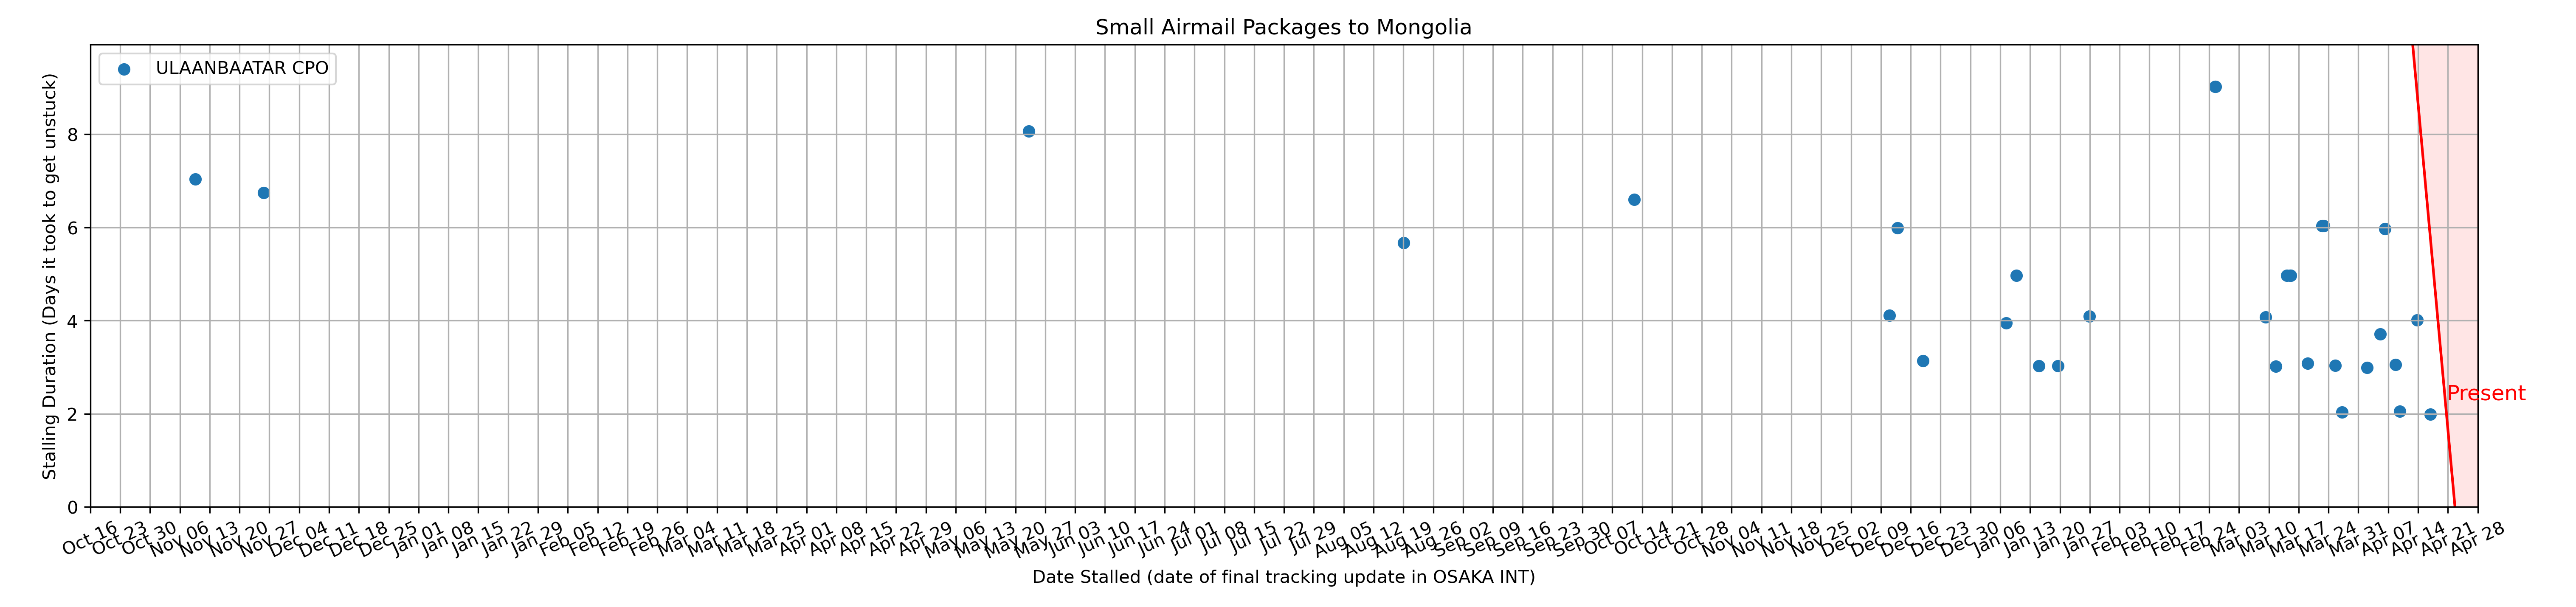 Small Airmail Packages to Mongolia
ULAANBAATAR CPO
Stalling Duration (Days it took to get unstuck)
8
6
4
2
0
Present
Oct 16
Oct 23
Oct 30
Nov 06
Nov 13
Nov 20
Nov 27
Dec 04
Dec 11
Dec 18
Dec 25
Jan 01
Jan 08
Jan 15
Jan 22
Jan 29
Feb 05
Feb 12
Feb 19
Feb 26
Mar 04
Mar 11
Mar 18
Mar 25
Apr 01
Apr 08
Apr 15
Apr 22
Apr 29
May 06
May 13
May 20
May 27
Jun 03
Jun 10
Jun 17
Jun 24
Jul 01
Jul 08
Jul 15
Jul 22
Jul 29
Aug 05
Aug 12
Aug 19
Aug 26
Sep 02
Sep 09
Sep 16
Sep 23
Sep 30
Oct 07
Oct 14
Oct 21
Oct 28
Nov 04
Nov 11
Nov 18
Nov 25
Dec 02
Dec 09
Dec 16
Dec 23
Dec 30
Jan 06
Jan 13
Jan 20
Jan 27
Feb 03
Feb 10
Feb 17
Feb 24
Mar 03
Mar 10
Mar 17
Mar 24
Mar 31
Apr 07
Apr 14
Apr 21
Apr 28
Date Stalled (date of final tracking update in OSAKA INT)